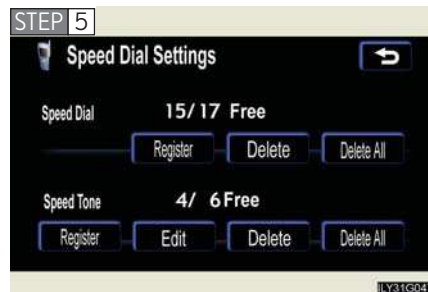 STEP 5
Speed Dial Settings
Speed Dial 15/17 Free
Register Delete Delete All
Speed Tone 4/ 6 Free
Register Edit Delete Delete All
ILY31G04